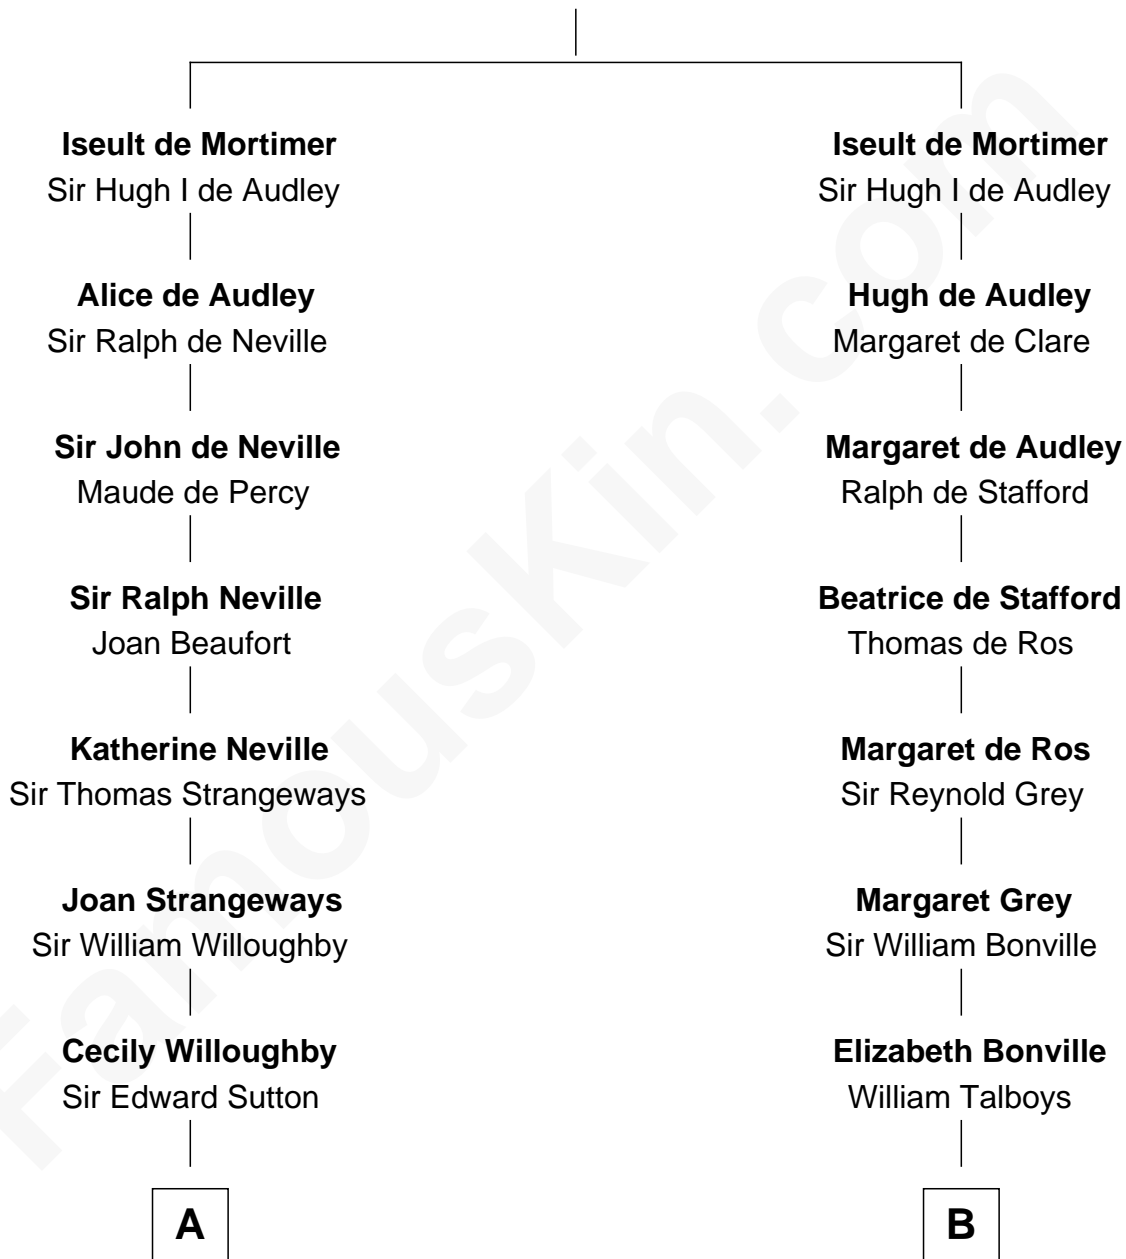 Iseult de Mortimer
Sir Hugh I de Audley
Alice de Audley
Sir Ralph de Neville
Sir John de Neville
Maude de Percy
Sir Ralph Neville
Joan Beaufort
Katherine Neville
Sir Thomas Strangeways
Joan Strangeways
Sir William Willoughby
Cecily Willoughby
Sir Edward Sutton
A
Iseult de Mortimer
Sir Hugh I de Audley
Hugh de Audley
Margaret de Clare
Margaret de Audley
Ralph de Stafford
Beatrice de Stafford
Thomas de Ros
Margaret de Ros
Sir Reynold Grey
Margaret Grey
Sir William Bonville
Elizabeth Bonville
William Talboys
B
FamousKin.com